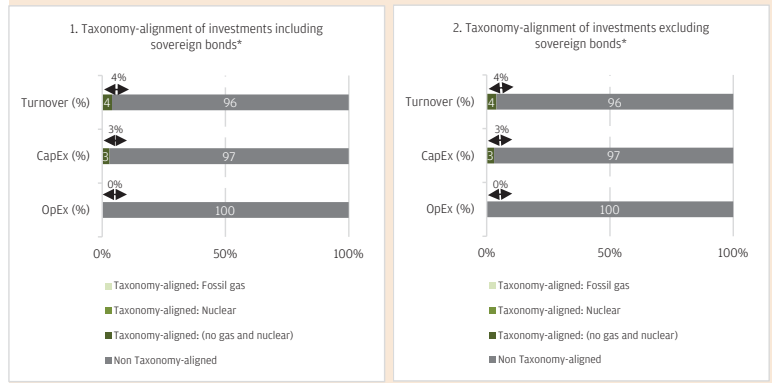 1. Taxonomy-alignment of investments including
sovereign bonds*
4%
Turnover (%)
4
96
3%
CapEx (%)
3
97
0%
OpEx (%)
100
0%
50%
100%
Taxonomy-aligned: Fossil gas
Taxonomy-aligned: Nuclear
Taxonomy-aligned: (no gas and nuclear)
Non Taxonomy-aligned
2. Taxonomy-alignment of investments excluding
sovereign bonds*
4%
Turnover (%)
4
96
3%
CapEx (%)
3
97
0%
OpEx (%)
100
0%
50%
100%
Taxonomy-aligned: Fossil gas
Taxonomy-aligned: Nuclear
Taxonomy-aligned: (no gas and nuclear)
Non Taxonomy-aligned